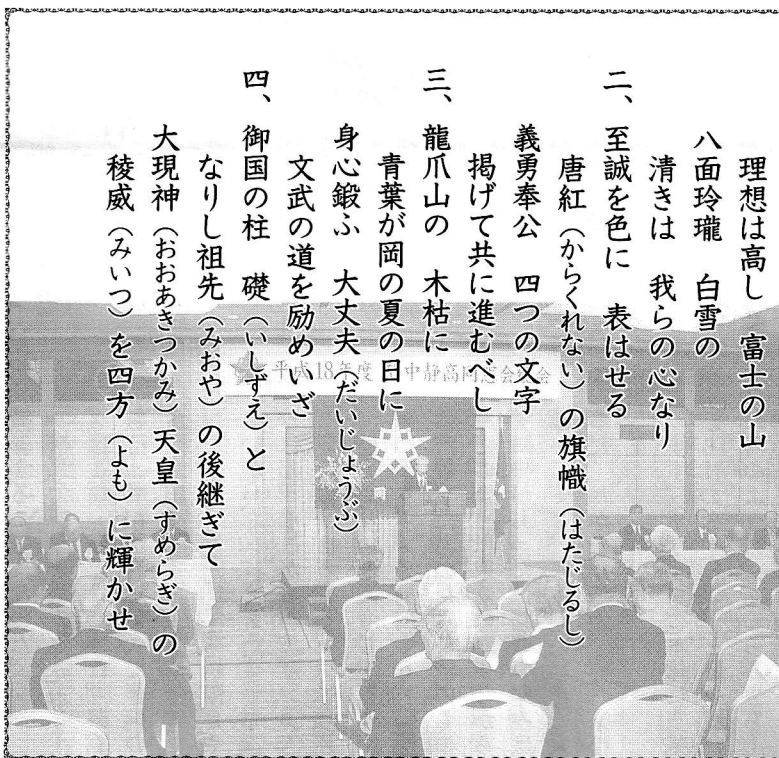 理想は高し 富士の山
八面玲瓏 白雪の
清きは 我らの心なり
二、至誠を色に 表はせる
唐紅（からくれない）の旗幟（はたじるし）
義勇奉公 四つの文字
掲げて共に進むべし
三、龍爪山の 木枯に
青葉が岡の夏の日に
身心鍛ふ 大丈夫（だいじょうぶ）
文武の道を励めいざ
四、御国の柱 礎（いしずえ）と
なりし祖先（みおや）の後継ぎて
大現神（おおあきつかみ）天皇（すめらぎ）の
稜威（みいつ）を四方（よも）に輝かせ
平成18年度 中静高同窓会 会